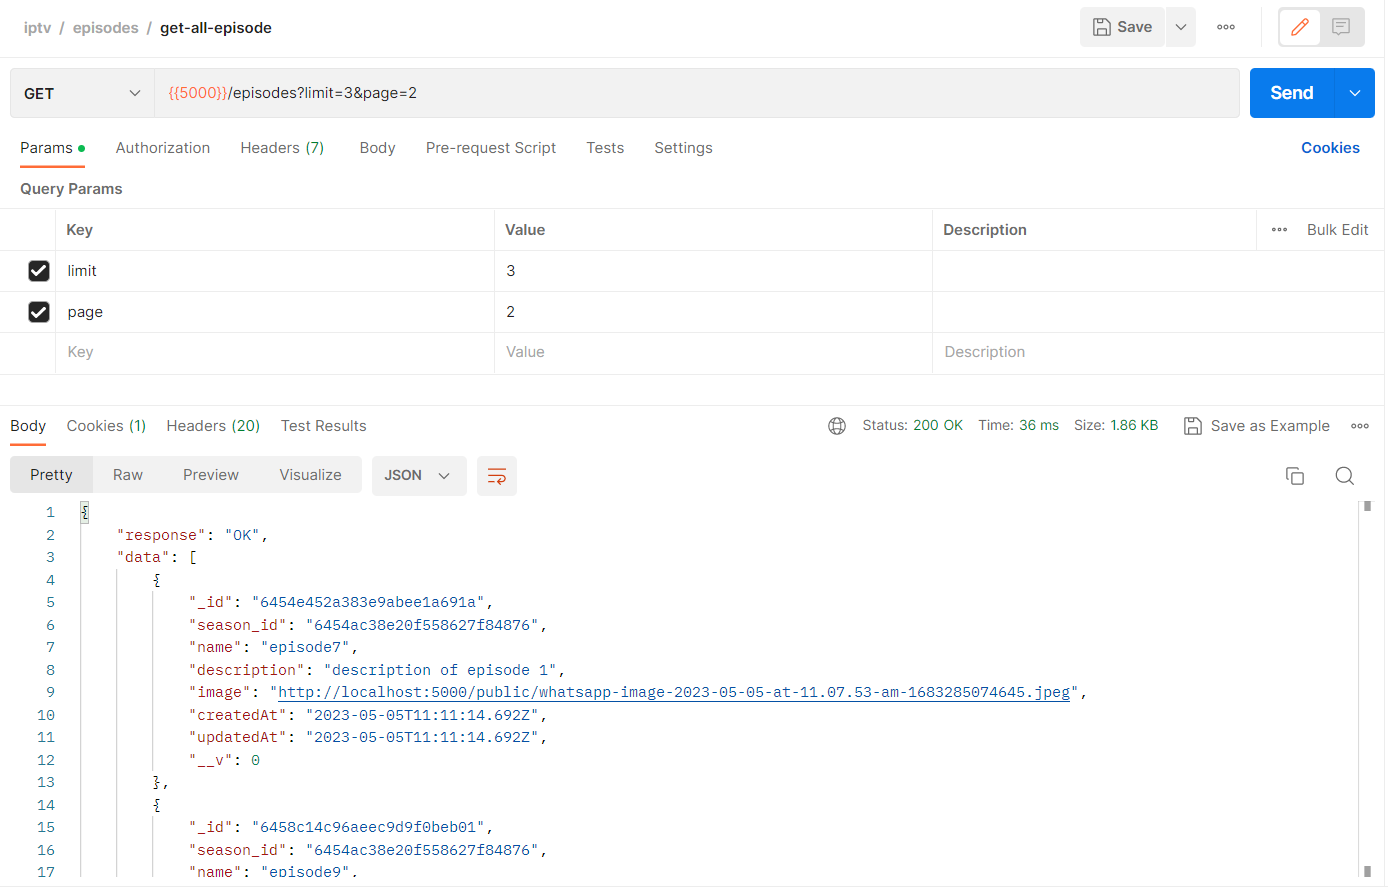 iptv / episodes / get-all-episode
Save
GET
{{5000}}/episodes?limit=3&page=2
Send
Params Authorization Headers (7) Body Pre-request Script Tests Settings Cookies
Query Params
Key Value Description Bulk Edit
limit 3
page 2
Key Value Description
Body Cookies (1) Headers (20) Test Results Status: 200 OK Time: 36 ms Size: 1.86 KB Save as Example
Pretty Raw Preview Visualize JSON
1 {
2 "response": "OK",
3 "data": [
4 {
5 "_id": "6454e452a383e9abee1a691a",
6 "season_id": "6454ac38e20f558627f84876",
7 "name": "episode7",
8 "description": "description of episode 1",
9 "image": "http://localhost:5000/public/whatsapp-image-2023-05-05-at-11.07.53-am-1683285074645.jpeg",
10 "createdAt": "2023-05-05T11:11:14.692Z",
11 "updatedAt": "2023-05-05T11:11:14.692Z",
12 "__v": 0
13 },
14 {
15 "_id": "6458c14c96aeec9d9f0beb01",
16 "season_id": "6454ac38e20f558627f84876",
17 "name": "episode9",